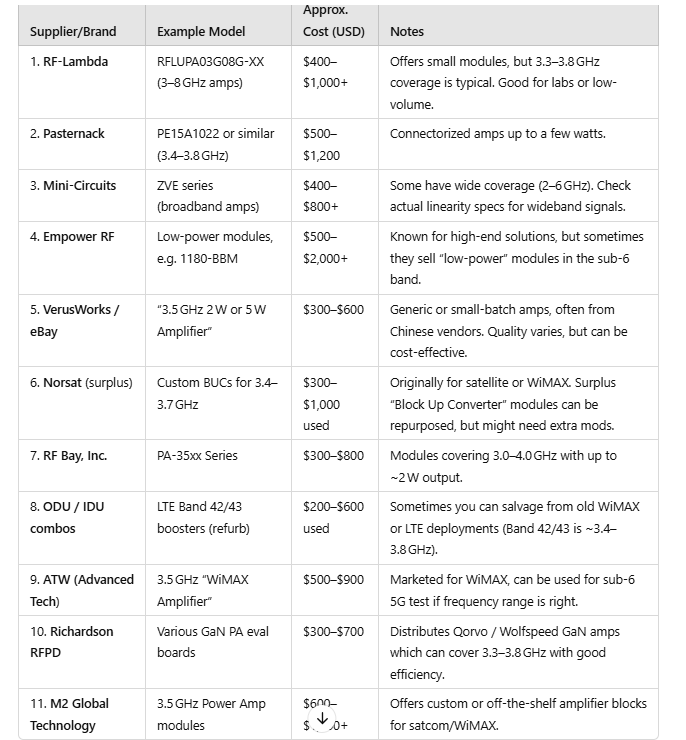 Approx.
Supplier/Brand Example Model Cost (USD) Notes
1. RF-Lambda RFLUPA03G08G-XX $400– Offers small modules, but 3.3–3.8 GHz
(3–8 GHz amps) $1,000+ coverage is typical. Good for labs or low-
volume.
2. Pasternack PE15A1022 or similar $500– Connectorized amps up to a few watts.
(3.4–3.8 GHz) $1,200
3. Mini-Circuits ZVE series $400– Some have wide coverage (2–6 GHz). Check
(broadband amps) $800+ actual linearity specs for wideband signals.
4. Empower RF Low-power modules, $500– Known for high-end solutions, but sometimes
e.g. 1180-BBM $2,000+ they sell “low-power” modules in the sub-6
band.
5. VerusWorks / “3.5 GHz 2 W or 5 W $300–$600 Generic or small-batch amps, often from
eBay Amplifier” Chinese vendors. Quality varies, but can be
cost-effective.
6. Norsat (surplus) Custom BUCs for 3.4– $300– Originally for satellite or WiMAX. Surplus
3.7 GHz $1,000 “Block Up Converter” modules can be
used repurposed, but might need extra mods.
7. RF Bay, Inc. PA-35xx Series $300–$800 Modules covering 3.0–4.0 GHz with up to
~2 W output.
8. ODU / IDU LTE Band 42/43 $200–$600 Sometimes you can salvage from old WiMAX
combos boosters (refurb) used or LTE deployments (Band 42/43 is ~3.4–
3.8 GHz).
9. ATW (Advanced 3.5 GHz “WiMAX $500–$900 Marketed for WiMAX, can be used for sub-6
Tech) Amplifier” 5G test if frequency range is right.
10. Richardson Various GaN PA eval $300–$700 Distributes Qorvo / Wolfspeed GaN amps
RFPD boards which can cover 3.3–3.8 GHz with good
efficiency.
11. M2 Global 3.5 GHz Power Amp $600– Offers custom or off-the-shelf amplifier blocks
Technology modules for satcom/WiMAX.